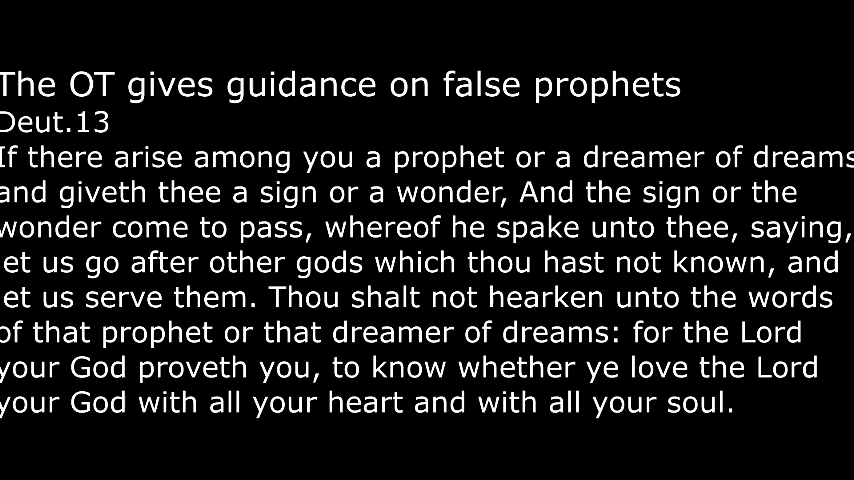 The OT gives guidance on false prophets
Deut.13
If there arise among you a prophet or a dreamer of dreams
and giveth thee a sign or a wonder, And the sign or the
wonder come to pass, whereof he spake unto thee, saying,
let us go after other gods which thou hast not known, and
let us serve them. Thou shalt not hearken unto the words
of that prophet or that dreamer of dreams: for the Lord
your God proveth you, to know whether ye love the Lord
your God with all your heart and with all your soul.